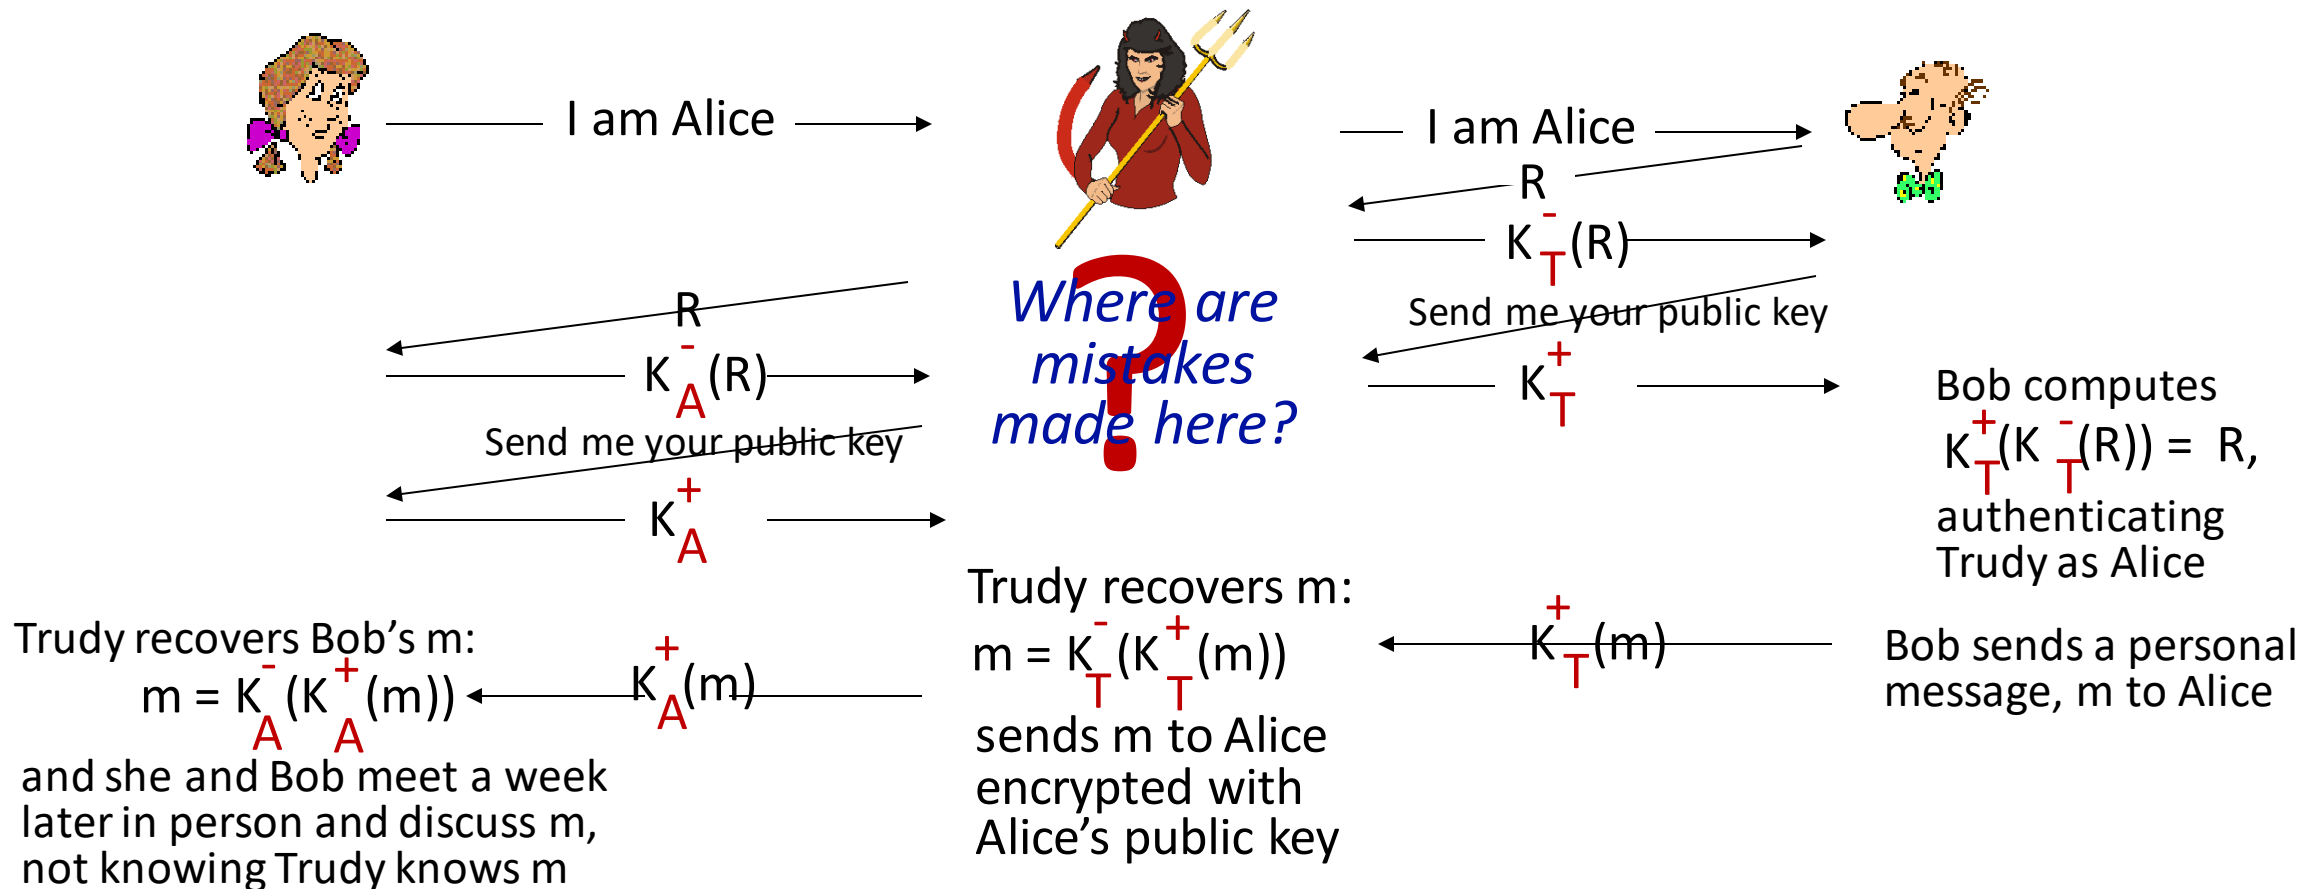 I am Alice
I am Alice
R
K - T (R)
Send me your public key
K + T
R
K - A (R)
Send me your public key
K + A
Where are
mistakes
made here?
?
Bob computes
K + T (K - T (R)) = R,
authenticating
Trudy as Alice
K + T (m)
Bob sends a personal
message, m to Alice
Trudy recovers m:
m = K - T (K + T (m))
sends m to Alice
encrypted with
Alice’s public key
K + A (m)
Trudy recovers Bob’s m:
m = K - A (K + A (m))
and she and Bob meet a week
later in person and discuss m,
not knowing Trudy knows m